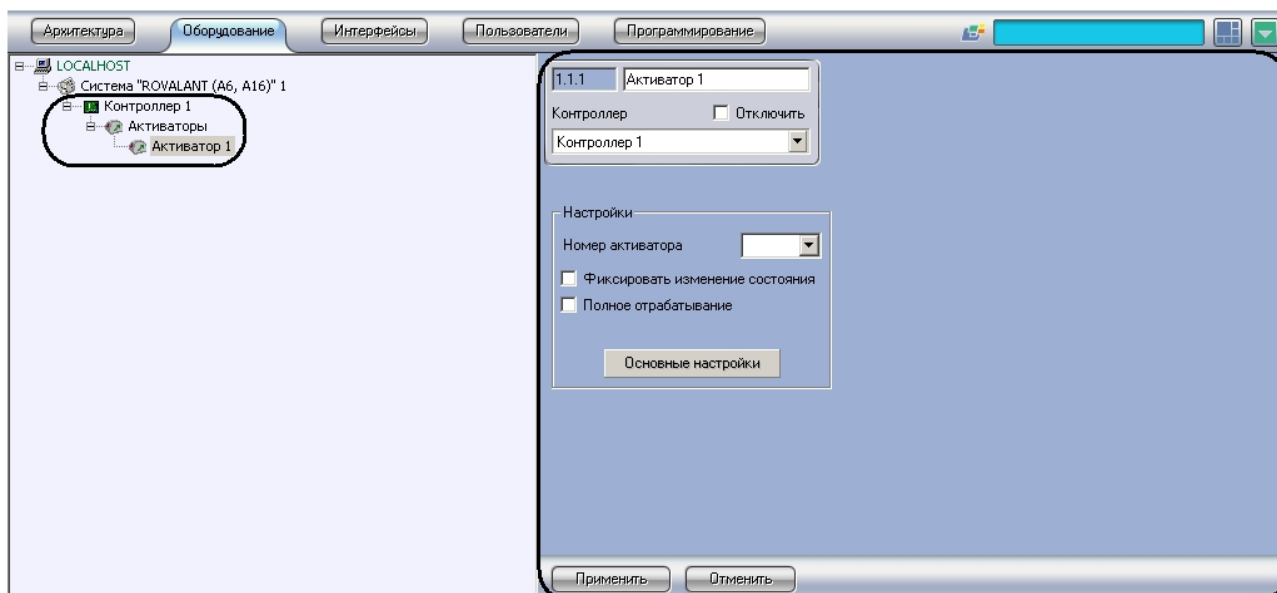 Архитектура Оборудование Интерфейсы Пользователи Программирование
LOCALHOST
Система "ROVALANT (A6, A16)" 1
Контроллер 1
Активаторы
Активатор 1
1.1.1 Активатор 1
Контроллер Отключить
Контроллер 1
Настройки
Номер активатора
Фиксировать изменение состояния
Полное отрабатывание
Основные настройки
Применить Отменить